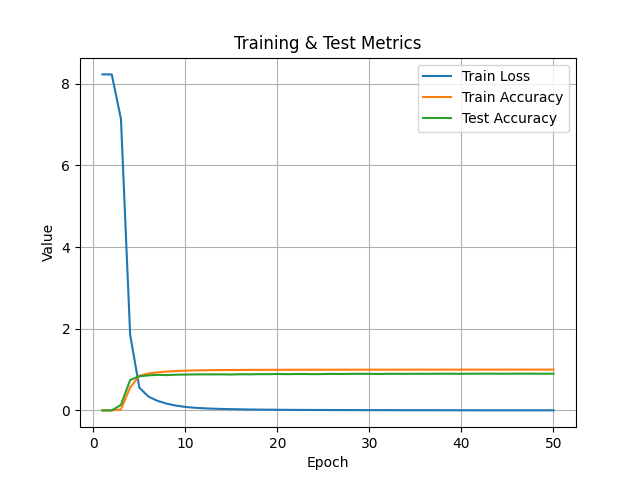 Training & Test Metrics
Train Loss
Train Accuracy
Test Accuracy
Value
8
6
4
2
0
0 10 20 30 40 50
Epoch